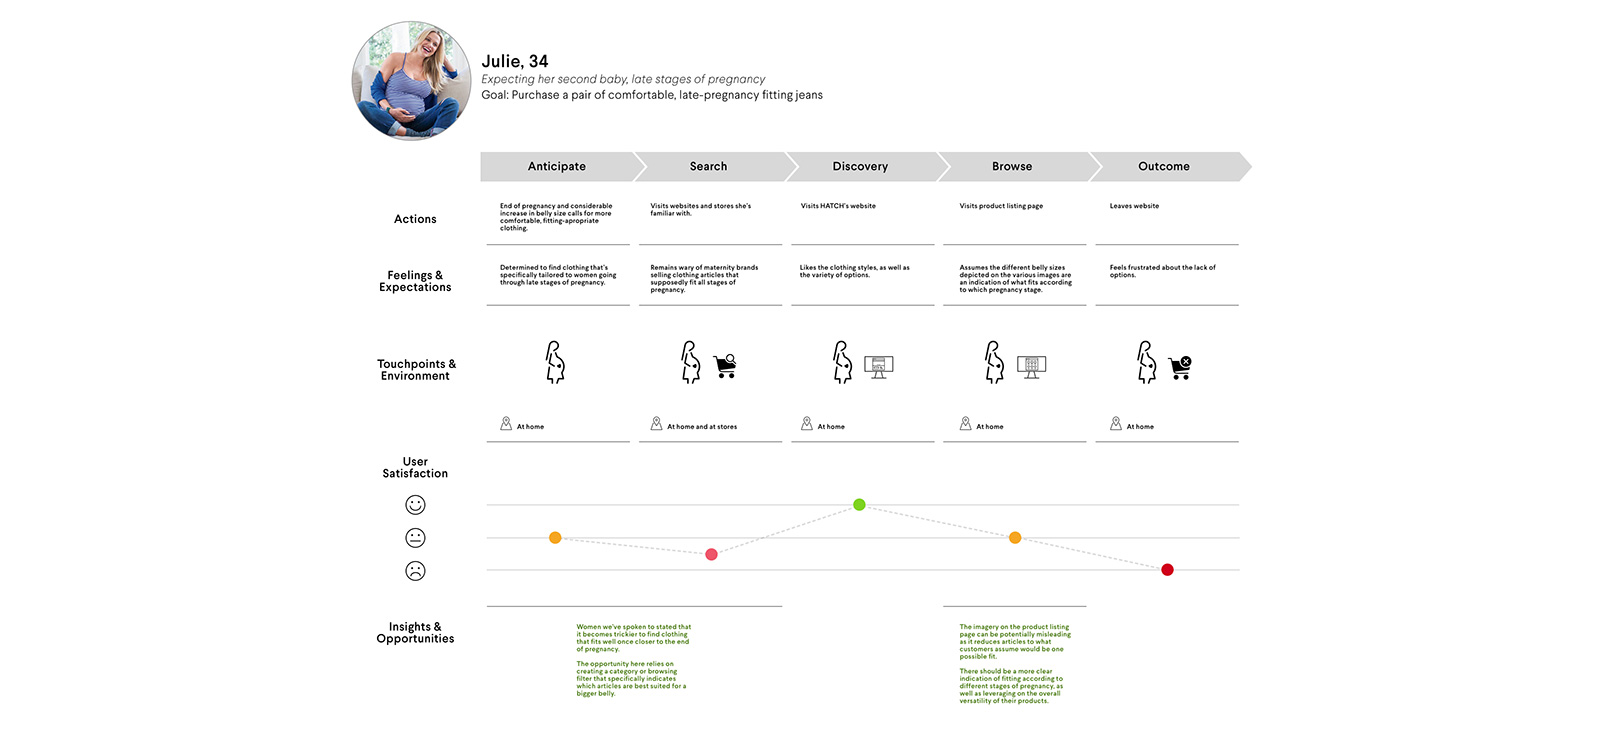 Julie, 34
Expecting her second baby, late stages of pregnancy
Goal: Purchase a pair of comfortable, late-pregnancy fitting jeans
Anticipate
Search
Discovery
Browse
Outcome
Actions
End of pregnancy and considerable
increase in belly size calls for more
comfortable, fitting-apropriate
clothing.
Visits websites and stores she's
familiar with.
Visits HATCH's website
Visits product listing page
Leaves website
Feelings &
Expectations
Determined to find clothing that's
specifically tailored to women going
through late stages of pregnancy.
Remains wary of maternity brands
selling clothing articles that
supposedly fit all stages of
pregnancy.
Likes the clothing styles, as well as
the variety of options.
Assumes the different belly sizes
depicted on the various images are
an indication of what fits according
to which pregnancy stage.
Feels frustrated about the lack of
options.
Touchpoints &
Environment
At home
At home and at stores
At home
At home
At home
User
Satisfaction
Insights &
Opportunities
Women we've spoken to stated that
it becomes trickier to find clothing
that fits well once closer to the end
of pregnancy.
The opportunity here relies on
creating a category or browsing
filter that specifically indicates
which articles are best suited for a
bigger belly.
The imagery on the product listing
page can be potentially misleading
as it reduces articles to what
customers assume would be one
possible fit.
There should be a more clear
indication of fitting according to
different stages of pregnancy, as
well as leveraging on the overall
versatility of their products.